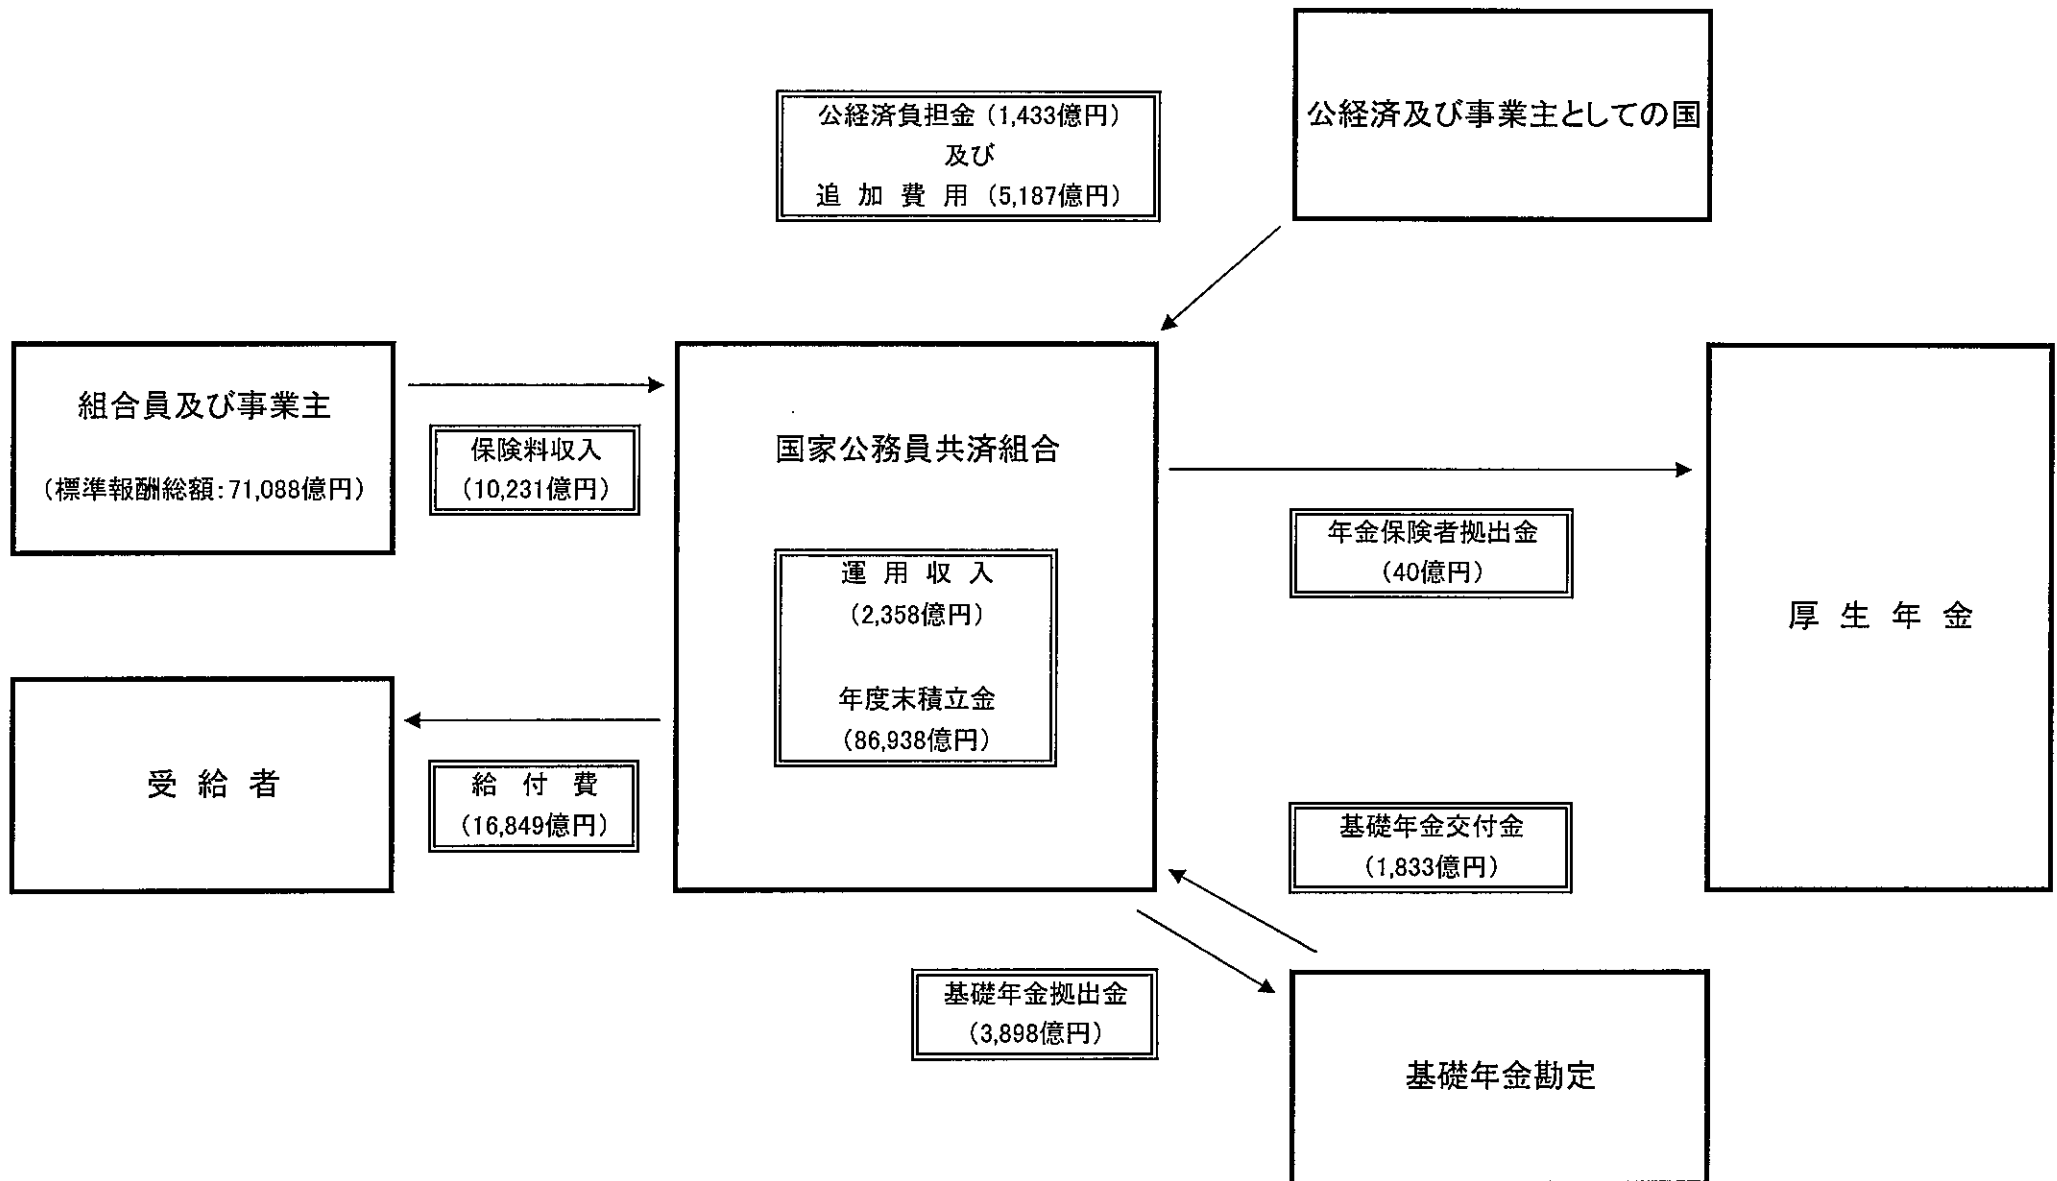 公経済及び事業主としての国
公経済負担金（1,433億円）
及び
追　加　費　用（5,187億円）
組合員及び事業主
（標準報酬総額：71,088億円）
保険料収入
（10,231億円）
国家公務員共済組合
運　用　収　入
（2,358億円）
年度末積立金
（86,938億円）
年金保険者拠出金
（40億円）
厚　生　年　金
受　給　者
給　付　費
（16,849億円）
基礎年金交付金
（1,833億円）
基礎年金拠出金
（3,898億円）
基礎年金勘定